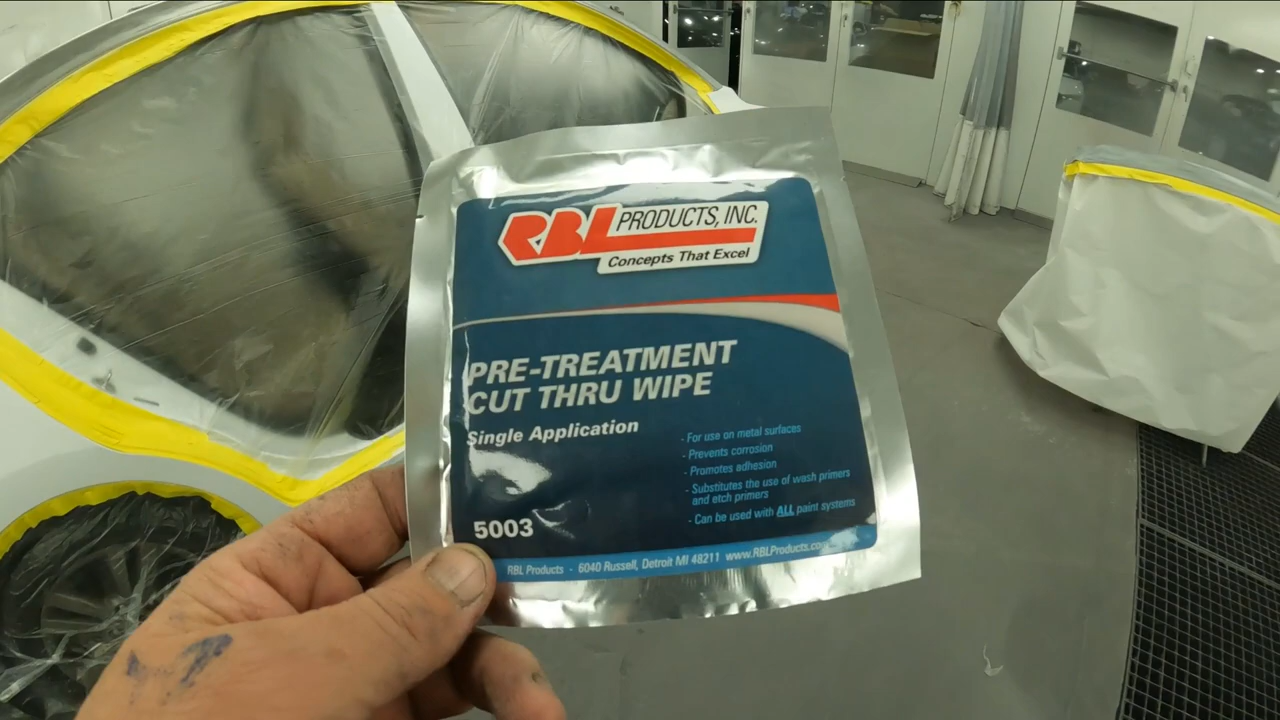 RBL PRODUCTS, INC.
Concepts That Excel
PRE-TREATMENT
CUT THRU WIPE
Single Application
- For use on metal surfaces
- Prevents corrosion
- Promotes adhesion
- Substitutes the use of wash primers
and etch primers
- Can be used with ALL paint systems
5003
RBL Products - 6040 Russell, Detroit MI 48211 www.RBLProducts.com